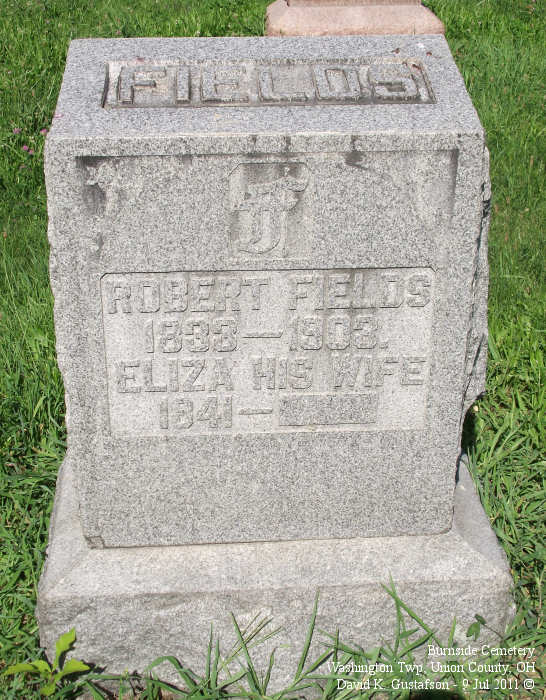 FIELDS
ROBERT FIELDS
1838–1903.
ELIZA HIS WIFE
1841–
Burnside Cemetery
Washington Twp, Union County, OH
David K. Gustafson - 9 Jul 2011 ©